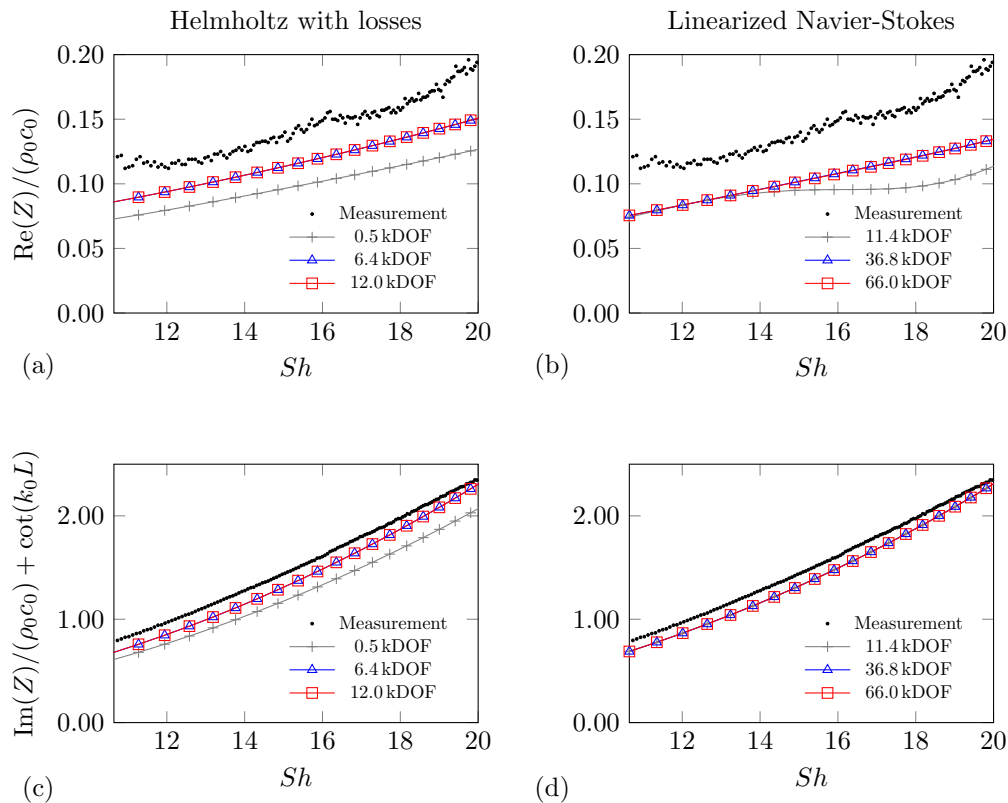 Helmholtz with losses
Linearized Navier-Stokes
Re(Z)/(ρ₀c₀)
0.20
0.15
0.10
0.05
0.00
Measurement
0.5 kDOF
6.4 kDOF
12.0 kDOF
12 14 16 18 20
(a)
Sh
0.20
0.15
0.10
0.05
0.00
Measurement
11.4 kDOF
36.8 kDOF
66.0 kDOF
12 14 16 18 20
(b)
Sh
Im(Z)/(ρ₀c₀) + cot(k₀L)
2.00
1.00
0.00
Measurement
0.5 kDOF
6.4 kDOF
12.0 kDOF
12 14 16 18 20
(c)
Sh
2.00
1.00
0.00
Measurement
11.4 kDOF
36.8 kDOF
66.0 kDOF
12 14 16 18 20
(d)
Sh